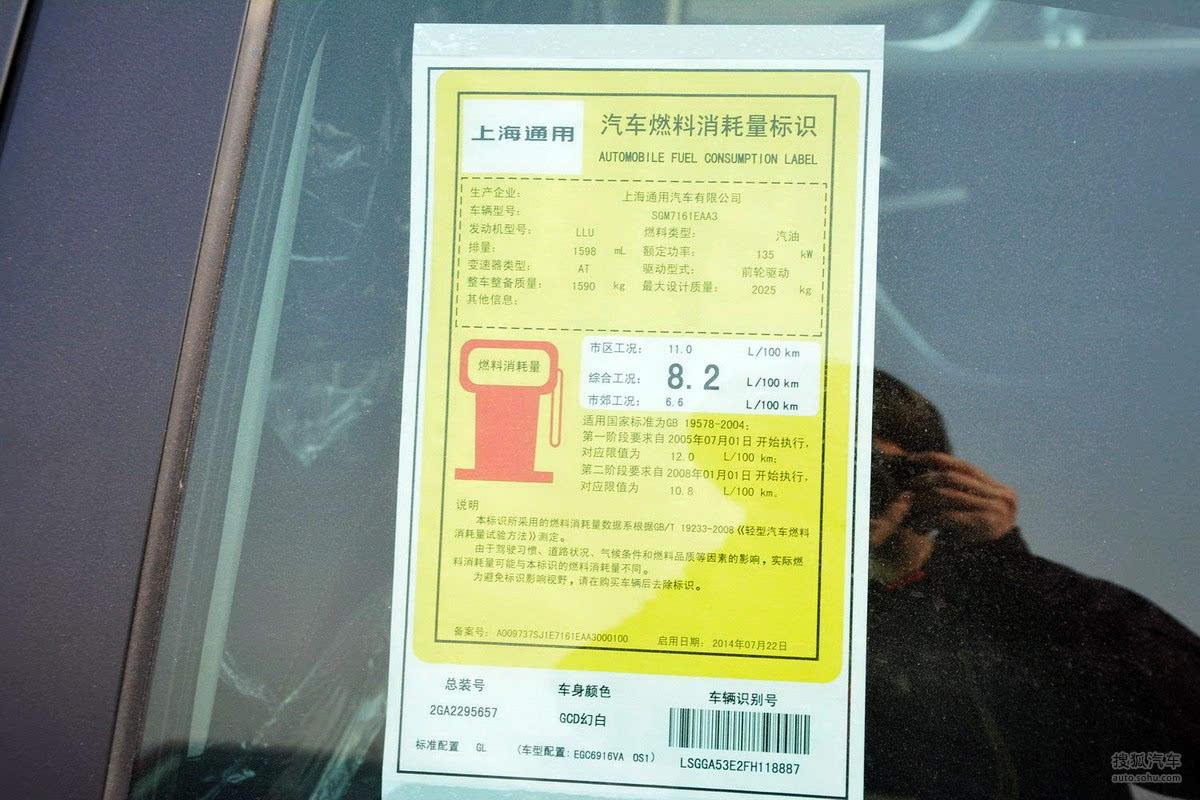 上海通用
汽车燃料消耗量标识
AUTOMOBILE FUEL CONSUMPTION LABEL
生产企业: 上海通用汽车有限公司
车辆型号: SGM7161EAA3
发动机型号: LLU 燃料类型: 汽油
排量: 1598 mL 额定功率: 135 kW
变速器类型: AT 驱动型式: 前轮驱动
整车整备质量: 1590 kg 最大设计质量: 2025 kg
其他信息:
燃料消耗量
市区工况: 11.0 L/100 km
综合工况: 8.2 L/100 km
市郊工况: 6.6 L/100 km
适用国家标准为GB 19578-2004;
第一阶段要求自2005年07月01日 开始执行,
对应限值为 12.0 L/100 km;
第二阶段要求自2008年01月01日 开始执行,
对应限值为 10.8 L/100 km。
说明
本标识所采用的燃料消耗量数据系根据GB/T 19233-2008《轻型汽车燃料
消耗量试验方法》测定。
由于驾驶习惯、道路状况、气候条件和燃料品质等因素的影响,实际燃
料消耗量可能与本标识的燃料消耗量不同。
为避免标识影响视野,请在购买车辆后去除标识。
备案号: A009737SJ1E7161EAA3000100 启用日期: 2014年07月22日
总装号 车身颜色 车辆识别号
2GA2295657 GCD幻白
标准配置 GL (车型配置:EGC6916VA OS1) LSGGA53E2FH118887
搜狐汽车
auto.sohu.com